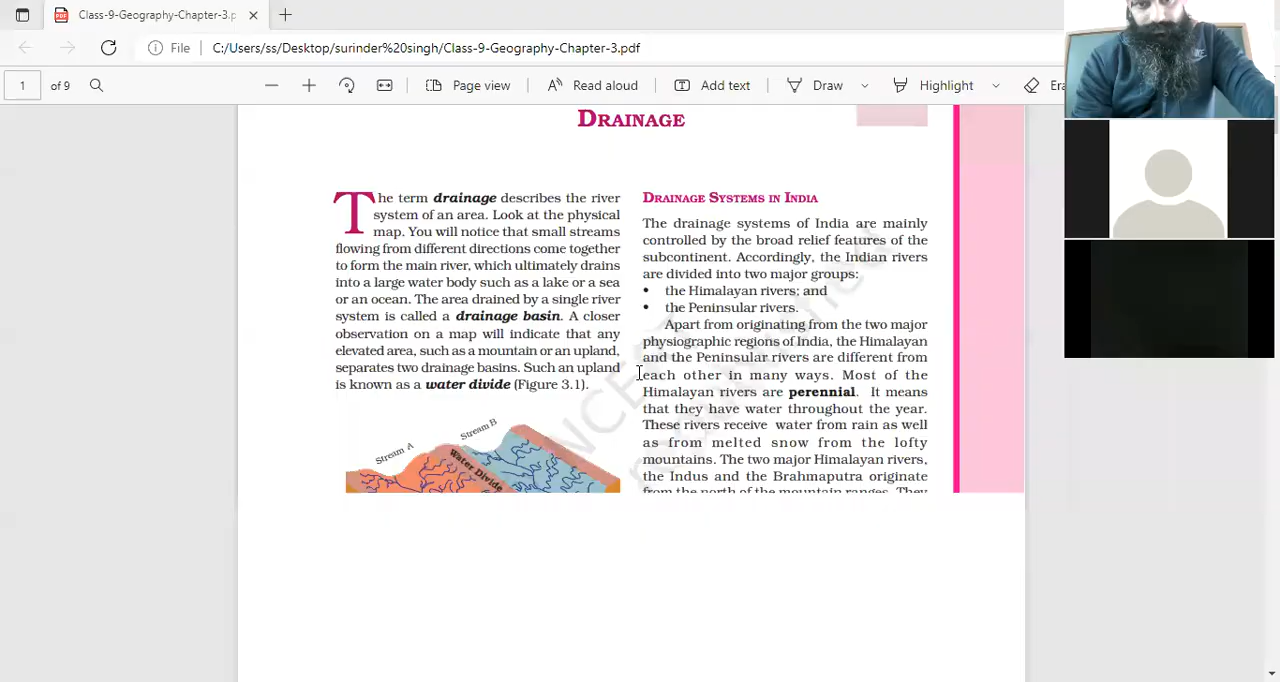 Class-9-Geography-Chapter-3.p
File C:/Users/ss/Desktop/surinder%20singh/Class-9-Geography-Chapter-3.pdf
1 of 9 Page view Read aloud Add text Draw Highlight Era
DRAINAGE
The term drainage describes the river
system of an area. Look at the physical
map. You will notice that small streams
flowing from different directions come together
to form the main river, which ultimately drains
into a large water body such as a lake or a sea
or an ocean. The area drained by a single river
system is called a drainage basin. A closer
observation on a map will indicate that any
elevated area, such as a mountain or an upland,
separates two drainage basins. Such an upland
is known as a water divide (Figure 3.1).
Stream A
Stream B
Water Divide
DRAINAGE SYSTEMS IN INDIA
The drainage systems of India are mainly
controlled by the broad relief features of the
subcontinent. Accordingly, the Indian rivers
are divided into two major groups:
• the Himalayan rivers; and
• the Peninsular rivers.
Apart from originating from the two major
physiographic regions of India, the Himalayan
and the Peninsular rivers are different from
each other in many ways. Most of the
Himalayan rivers are perennial. It means
that they have water throughout the year.
These rivers receive water from rain as well
as from melted snow from the lofty
mountains. The two major Himalayan rivers,
the Indus and the Brahmaputra originate
from the north of the mountain ranges. They